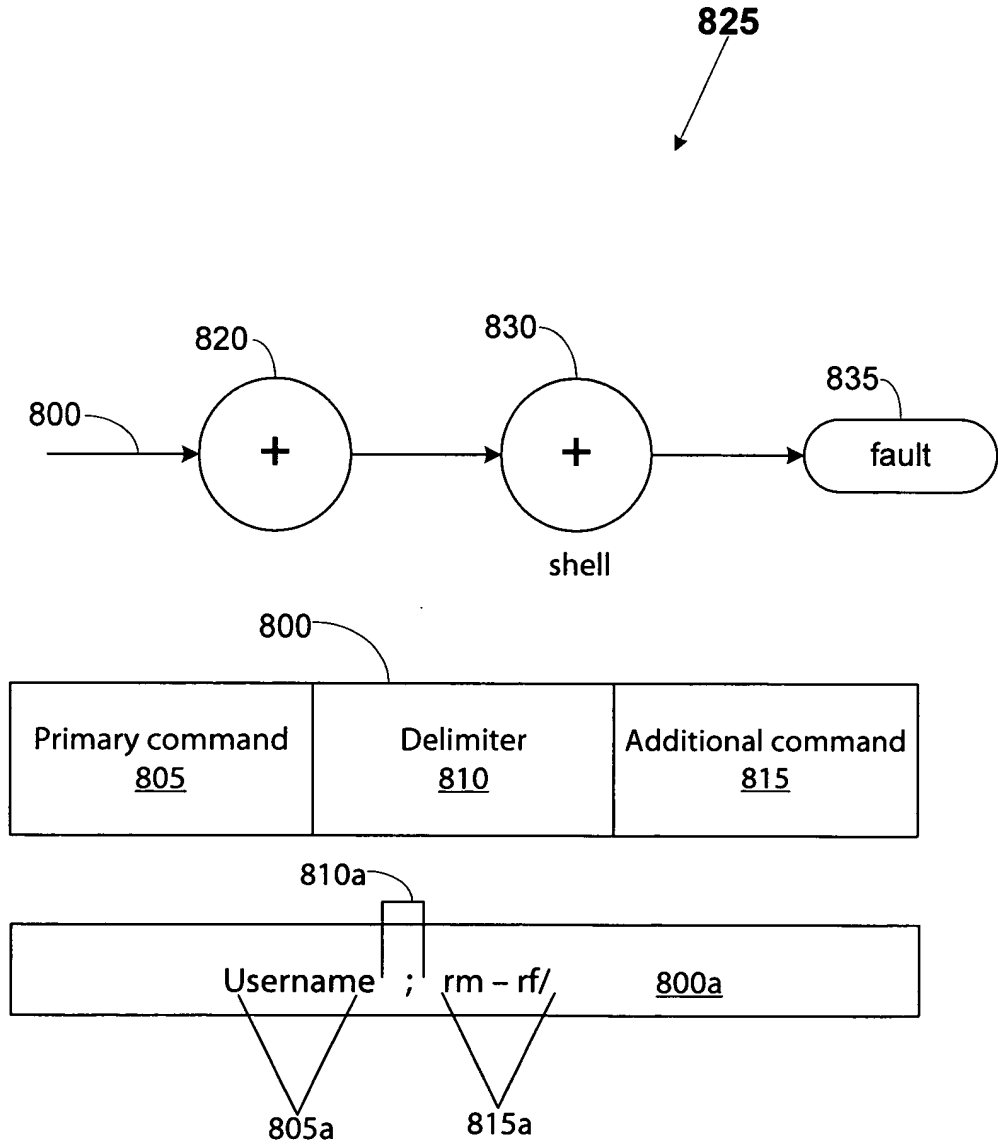 825
820
830
835
800
+
+
fault
shell
800
Primary command
805
Delimiter
810
Additional command
815
810a
Username ; rm – rf/
800a
805a
815a